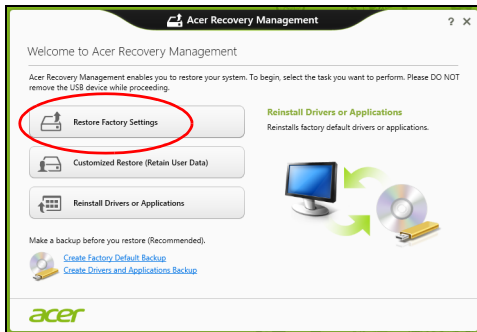 Acer Recovery Management
? X
Welcome to Acer Recovery Management
Acer Recovery Management enables you to restore your system. To begin, select the task you want to perform. Please DO NOT
remove the USB device while proceeding.
Restore Factory Settings
Customized Restore (Retain User Data)
Reinstall Drivers or Applications
Reinstall Drivers or Applications
Reinstalls factory default drivers or applications.
Make a backup before you restore (Recommended).
Create Factory Default Backup
Create Drivers and Applications Backup
acer